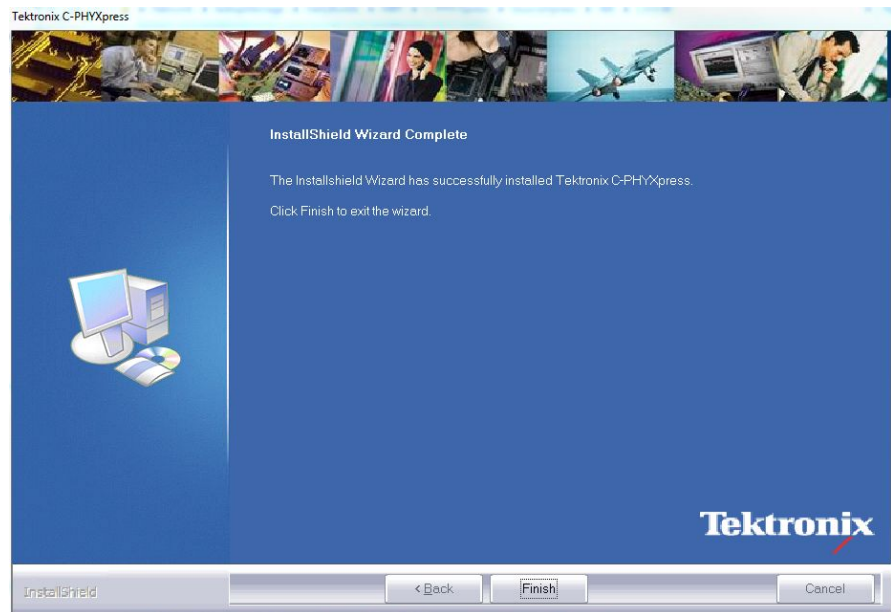 Tektronix C-PHYXpress
InstallShield Wizard Complete
The Installshield Wizard has successfully installed Tektronix C-PHYXpress.
Click Finish to exit the wizard.
Tektronix
InstallShield
< Back
Finish
Cancel